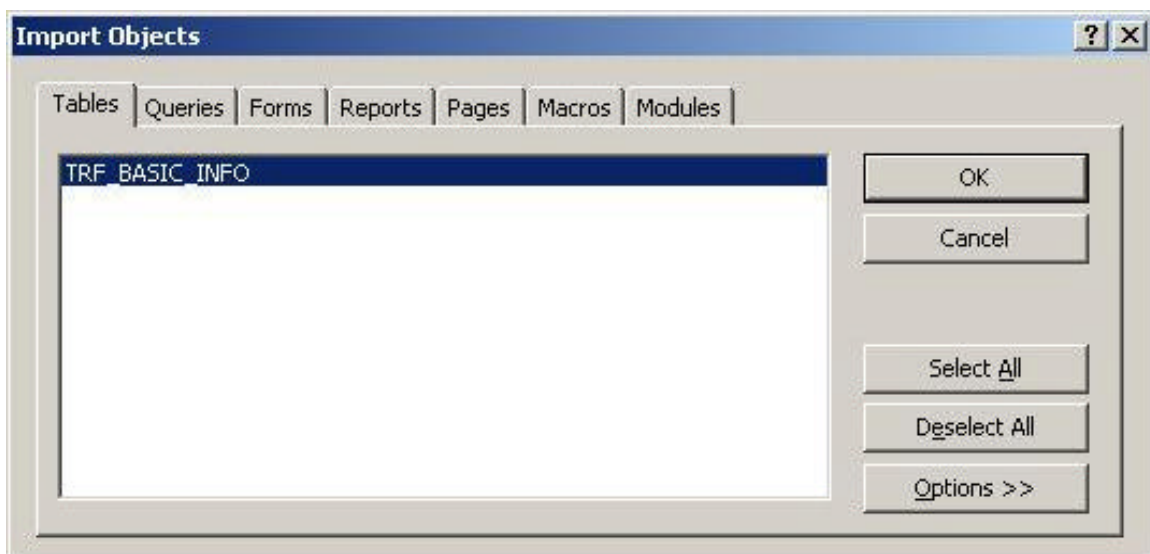 Import Objects
Tables Queries Forms Reports Pages Macros Modules
TRF_BASIC_INFO
OK
Cancel
Select All
Deselect All
Options >>